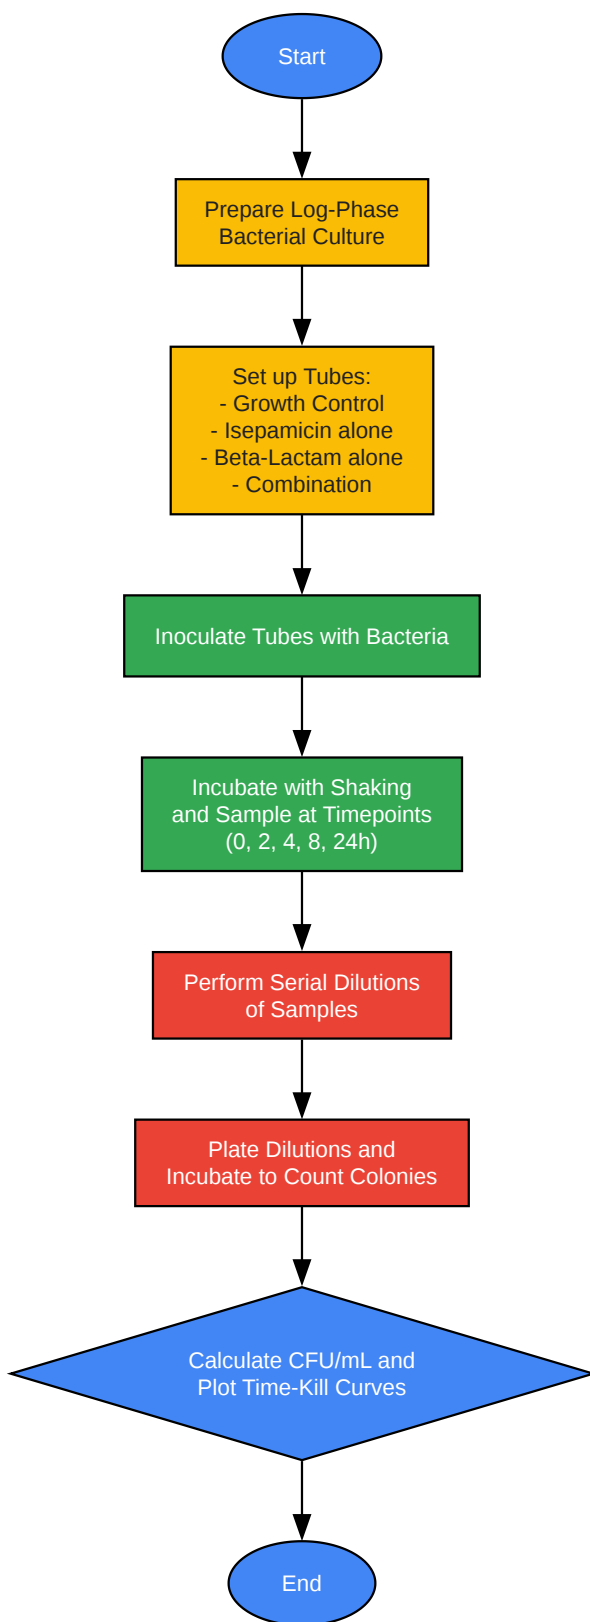 Start
Prepare Log-Phase
Bacterial Culture
Set up Tubes:
- Growth Control
- Isepamicin alone
- Beta-Lactam alone
- Combination
Inoculate Tubes with Bacteria
Incubate with Shaking
and Sample at Timepoints
(0, 2, 4, 8, 24h)
Perform Serial Dilutions
of Samples
Plate Dilutions and
Incubate to Count Colonies
Calculate CFU/mL and
Plot Time-Kill Curves
End